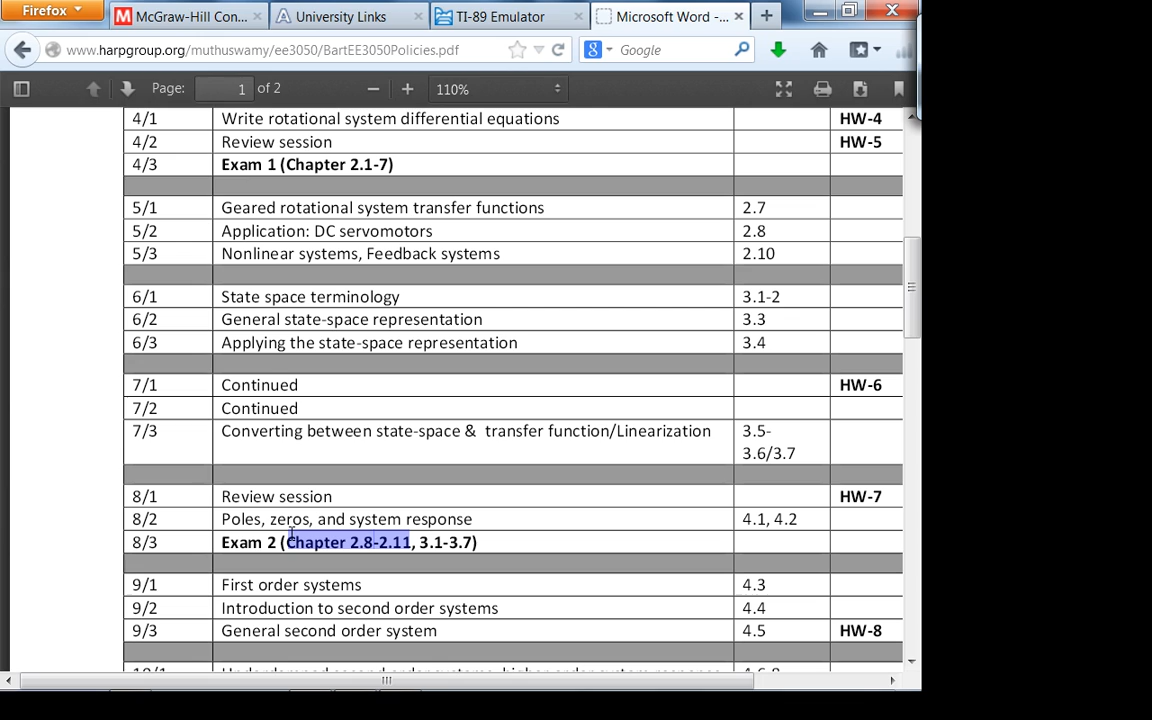 Firefox
McGraw-Hill Con...
University Links
TI-89 Emulator
Microsoft Word -...
www.harpgroup.org/muthuswamy/ee3050/BartEE3050Policies.pdf
Google
Page: 1 of 2
110%
4/1 Write rotational system differential equations HW-4
4/2 Review session HW-5
4/3 Exam 1 (Chapter 2.1-7)
5/1 Geared rotational system transfer functions 2.7
5/2 Application: DC servomotors 2.8
5/3 Nonlinear systems, Feedback systems 2.10
6/1 State space terminology 3.1-2
6/2 General state-space representation 3.3
6/3 Applying the state-space representation 3.4
7/1 Continued HW-6
7/2 Continued
7/3 Converting between state-space & transfer function/Linearization 3.5-
3.6/3.7
8/1 Review session HW-7
8/2 Poles, zeros, and system response 4.1, 4.2
8/3 Exam 2 (Chapter 2.8-2.11, 3.1-3.7)
9/1 First order systems 4.3
9/2 Introduction to second order systems 4.4
9/3 General second order system 4.5 HW-8